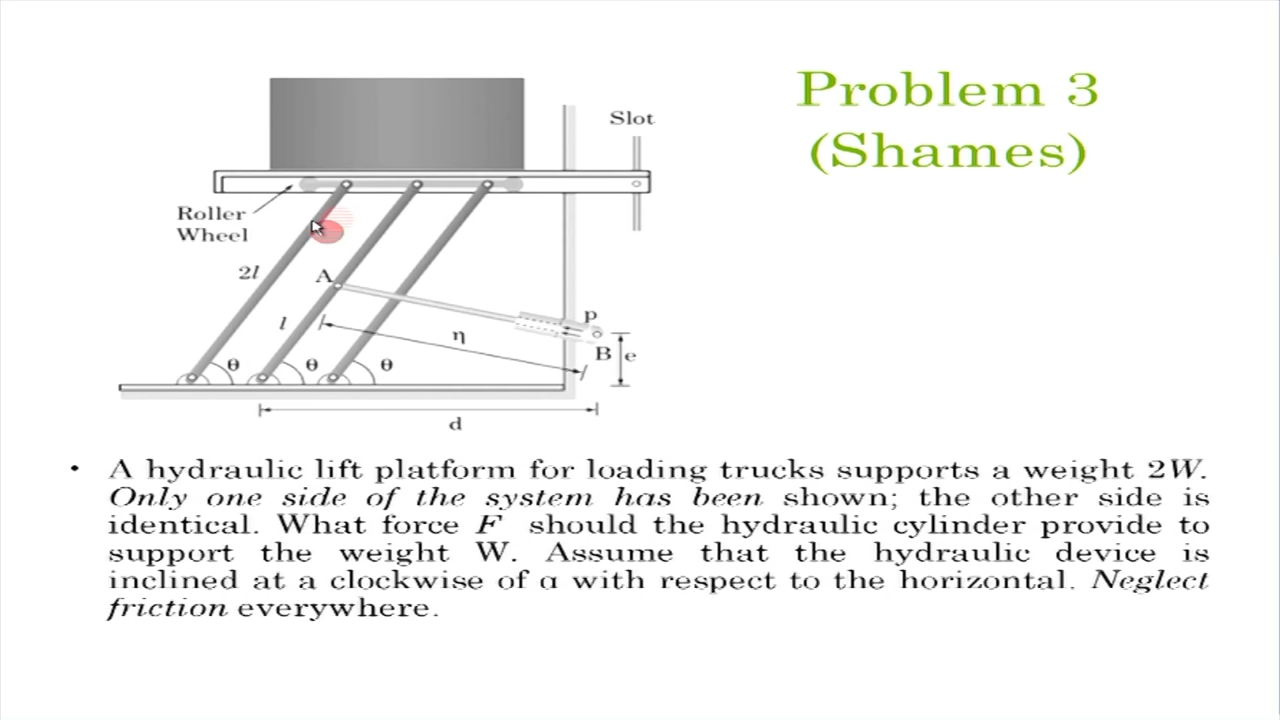 Problem 3
(Shames)
Slot
Roller
Wheel
2l
A
l
p
η
B
e
θ
θ
θ
d
• A hydraulic lift platform for loading trucks supports a weight 2W.
Only one side of the system has been shown; the other side is
identical. What force F should the hydraulic cylinder provide to
support the weight W. Assume that the hydraulic device is
inclined at a clockwise of α with respect to the horizontal. Neglect
friction everywhere.